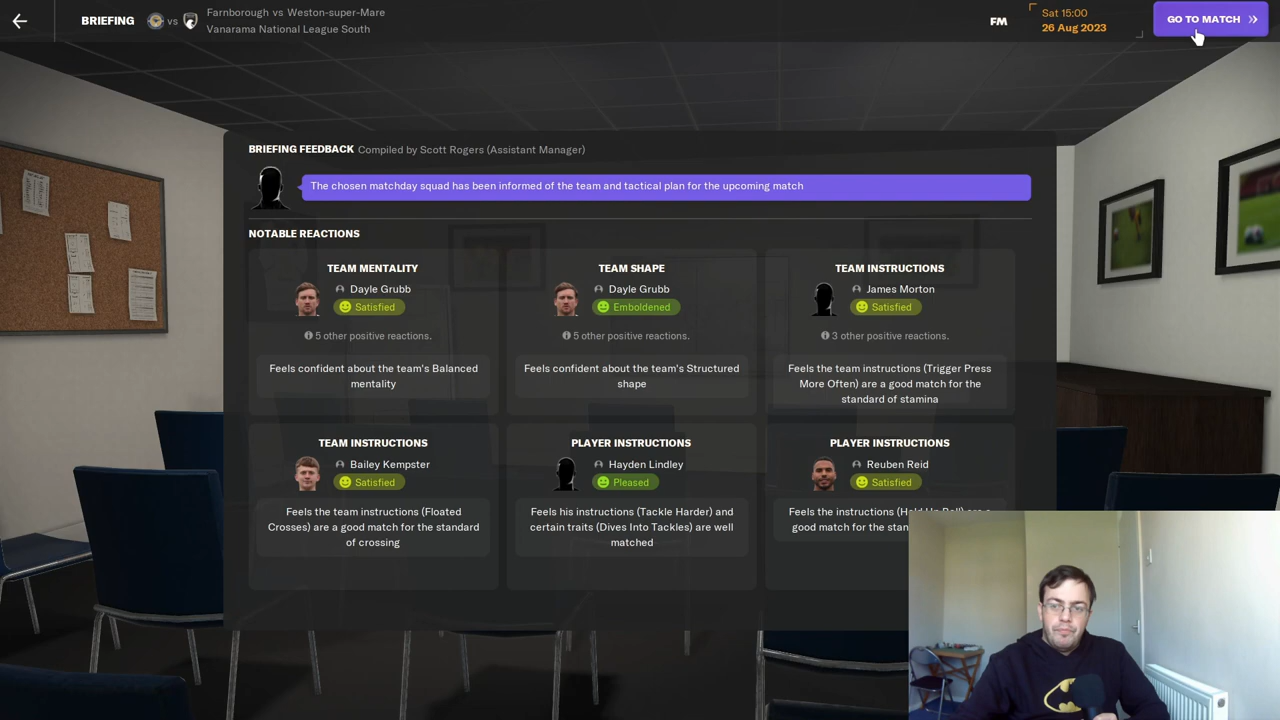 BRIEFING
vs
Farnborough vs Weston-super-Mare
Vanarama National League South
FM
Sat 15:00
26 Aug 2023
GO TO MATCH
BRIEFING FEEDBACK Compiled by Scott Rogers (Assistant Manager)
The chosen matchday squad has been informed of the team and tactical plan for the upcoming match
NOTABLE REACTIONS
TEAM MENTALITY
Dayle Grubb
Satisfied
5 other positive reactions.
Feels confident about the team's Balanced
mentality
TEAM SHAPE
Dayle Grubb
Emboldened
5 other positive reactions.
Feels confident about the team's Structured
shape
TEAM INSTRUCTIONS
James Morton
Satisfied
3 other positive reactions.
Feels the team instructions (Trigger Press
More Often) are a good match for the
standard of stamina
TEAM INSTRUCTIONS
Bailey Kempster
Satisfied
Feels the team instructions (Floated
Crosses) are a good match for the standard
of crossing
PLAYER INSTRUCTIONS
Hayden Lindley
Pleased
Feels his instructions (Tackle Harder) and
certain traits (Dives Into Tackles) are well
matched
PLAYER INSTRUCTIONS
Reuben Reid
Satisfied
Feels the instructions (Hold Up Ball) are a
good match for the stan